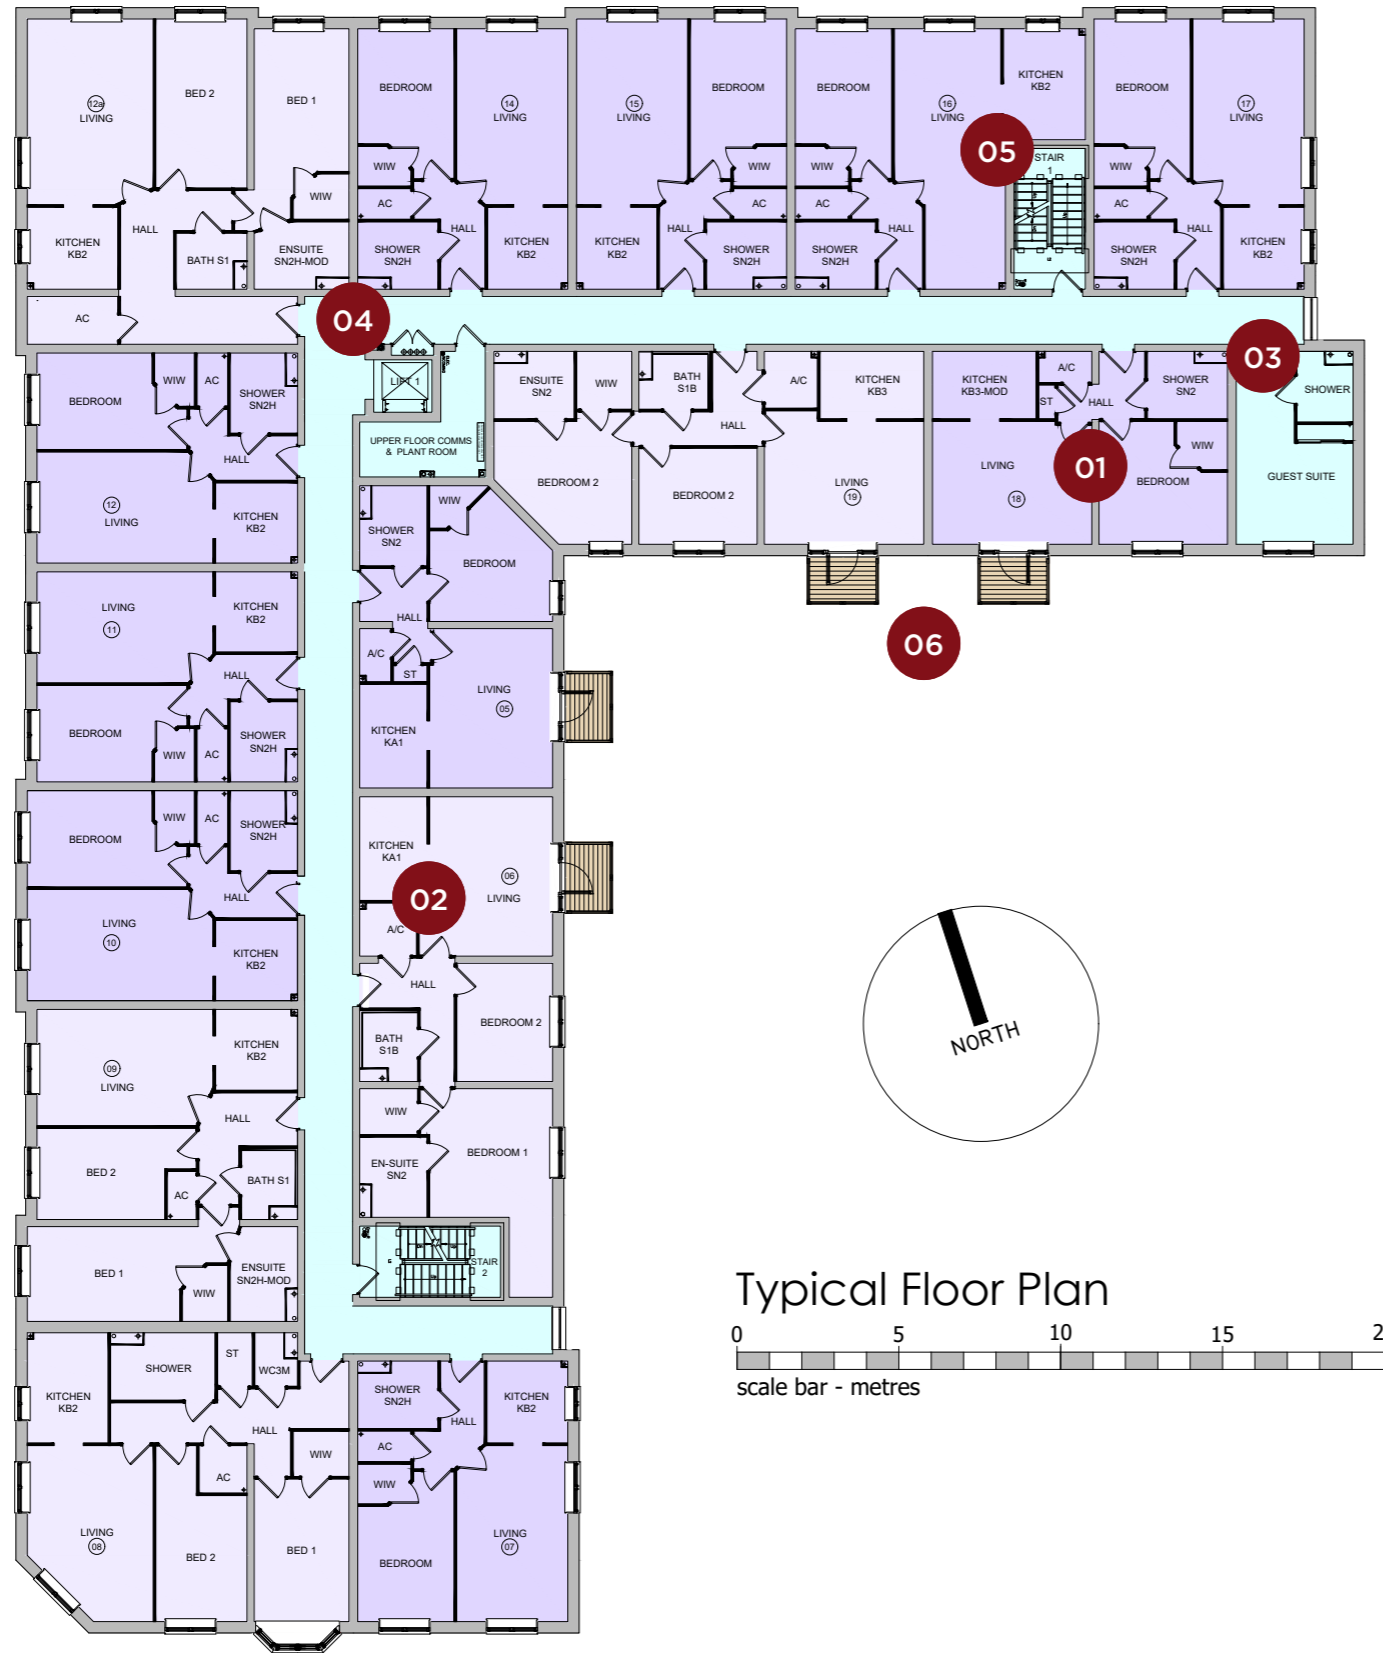 12a
LIVING
BED 2
BED 1
BEDROOM
14
LIVING
15
LIVING
BEDROOM
BEDROOM
16
LIVING
KITCHEN
KB2
BEDROOM
17
LIVING
05
STAIR
1
WIW
WIW
WIW
WIW
WIW
AC
AC
AC
AC
HALL
KITCHEN
KB2
BATH S1
ENSUITE
SN2H-MOD
SHOWER
SN2H
HALL
KITCHEN
KB2
KITCHEN
KB2
HALL
SHOWER
SN2H
SHOWER
SN2H
HALL
SHOWER
SN2H
HALL
KITCHEN
KB2
AC
04
03
LIFT 1
UPPER FLOOR COMMS
& PLANT ROOM
ENSUITE
SN2
WIW
BATH
S1B
A/C
KITCHEN
KB3
HALL
BEDROOM 2
BEDROOM 2
LIVING
19
KITCHEN
KB3-MOD
A/C
ST
HALL
SHOWER
SN2
WIW
LIVING
18
01
BEDROOM
SHOWER
GUEST SUITE
06
BEDROOM
WIW
AC
SHOWER
SN2H
HALL
12
LIVING
KITCHEN
KB2
LIVING
11
KITCHEN
KB2
HALL
BEDROOM
WIW
AC
SHOWER
SN2H
BEDROOM
WIW
AC
SHOWER
SN2H
HALL
LIVING
10
KITCHEN
KB2
09
LIVING
KITCHEN
KB2
HALL
BED 2
AC
BATH S1
BED 1
WIW
ENSUITE
SN2H-MOD
SHOWER
SN2
WIW
BEDROOM
HALL
A/C
ST
LIVING
05
KITCHEN
KA1
KITCHEN
KA1
06
LIVING
02
A/C
HALL
BATH
S1B
BEDROOM 2
WIW
EN-SUITE
SN2
BEDROOM 1
STAIR
2
KITCHEN
KB2
SHOWER
ST
WC3M
HALL
AC
WIW
LIVING
08
BED 2
BED 1
SHOWER
SN2H
HALL
KITCHEN
KB2
AC
WIW
BEDROOM
LIVING
07
NORTH
Typical Floor Plan
0 5 10 15
scale bar - metres